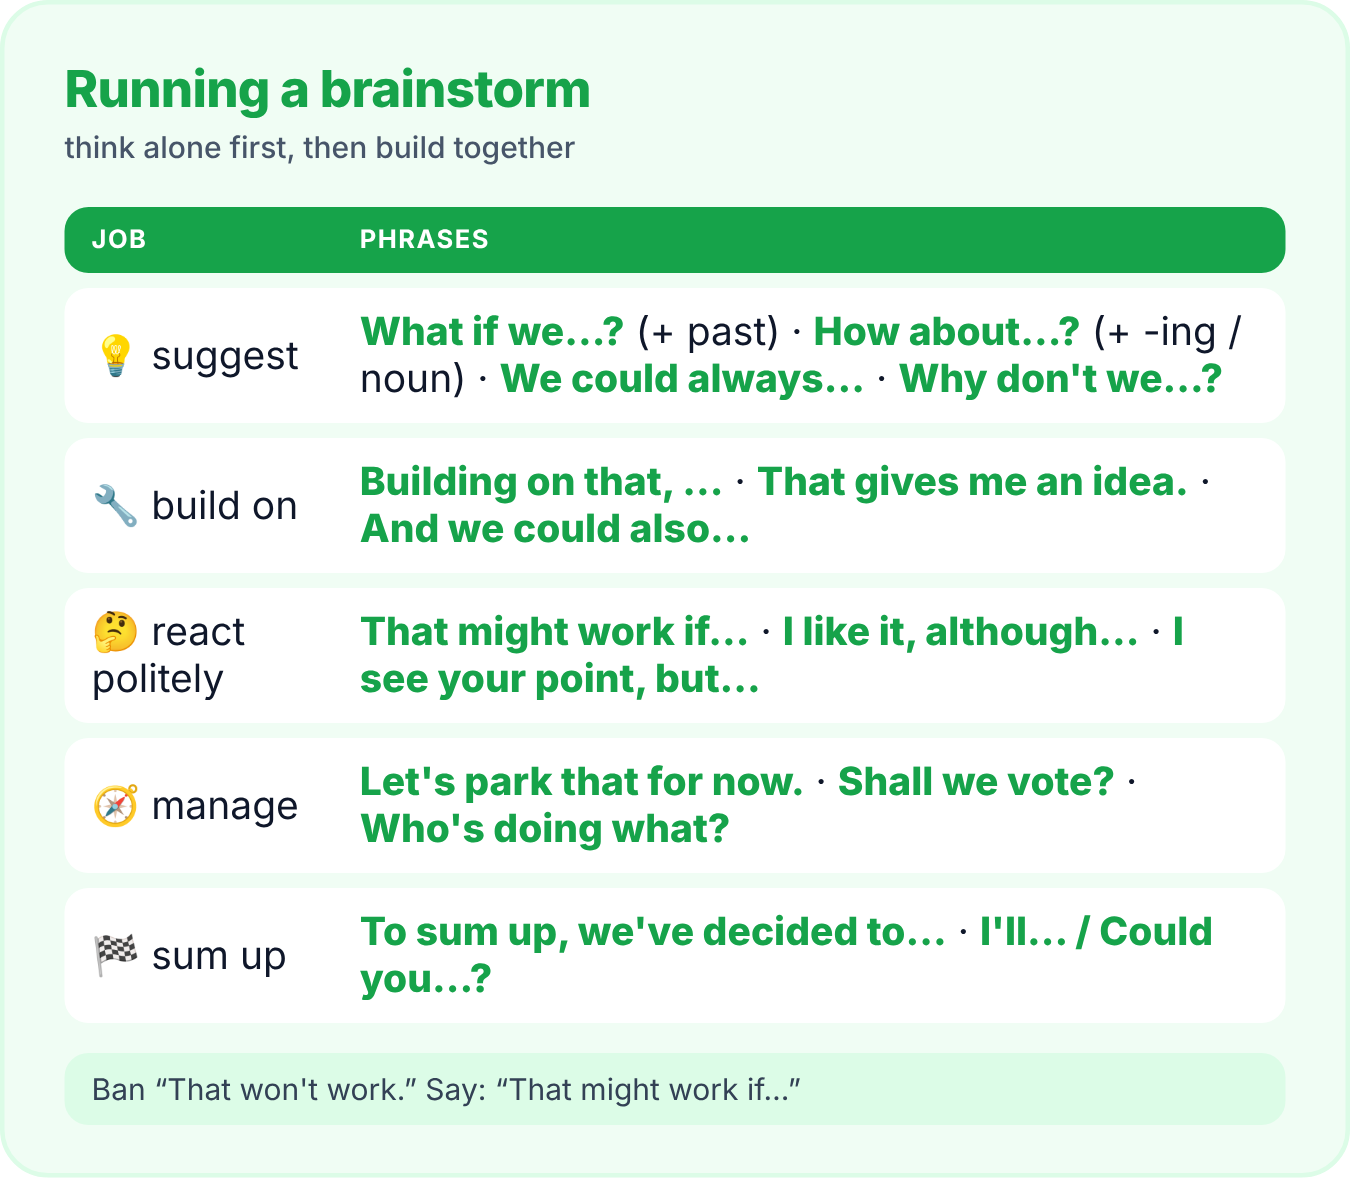 Running a brainstorm
think alone first, then build together
JOB PHRASES
💡 suggest What if we…? (+ past) · How about…? (+ -ing /
noun) · We could always… · Why don't we…?
🔧 build on Building on that, … · That gives me an idea. ·
And we could also…
🤔 react politely That might work if… · I like it, although… · I
see your point, but…
🧭 manage Let's park that for now. · Shall we vote? ·
Who's doing what?
🏁 sum up To sum up, we've decided to… · I'll… / Could
you…?
Ban “That won't work.” Say: “That might work if…”